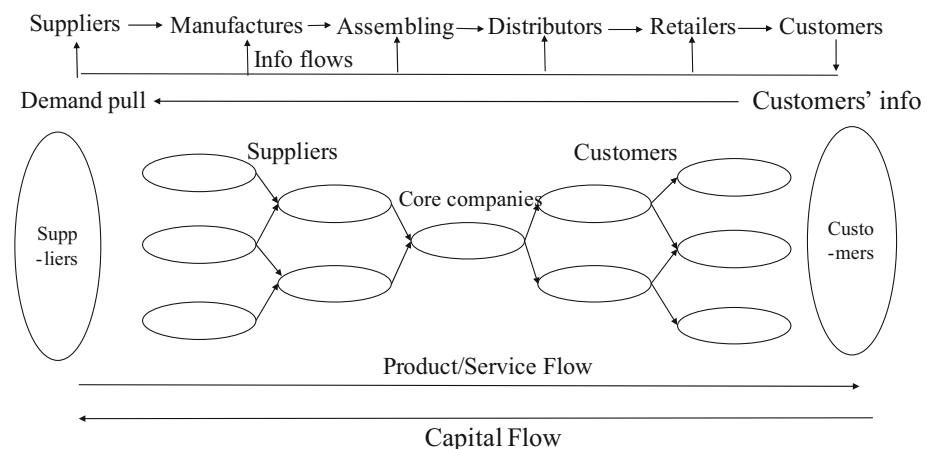 Suppliers Manufactures Assembling Distributors Retailers Customers
Info flows
Demand pull Customers’ info
Suppliers Customers
Core companies
Supp
-liers
Custo
-mers
Product/Service Flow
Capital Flow